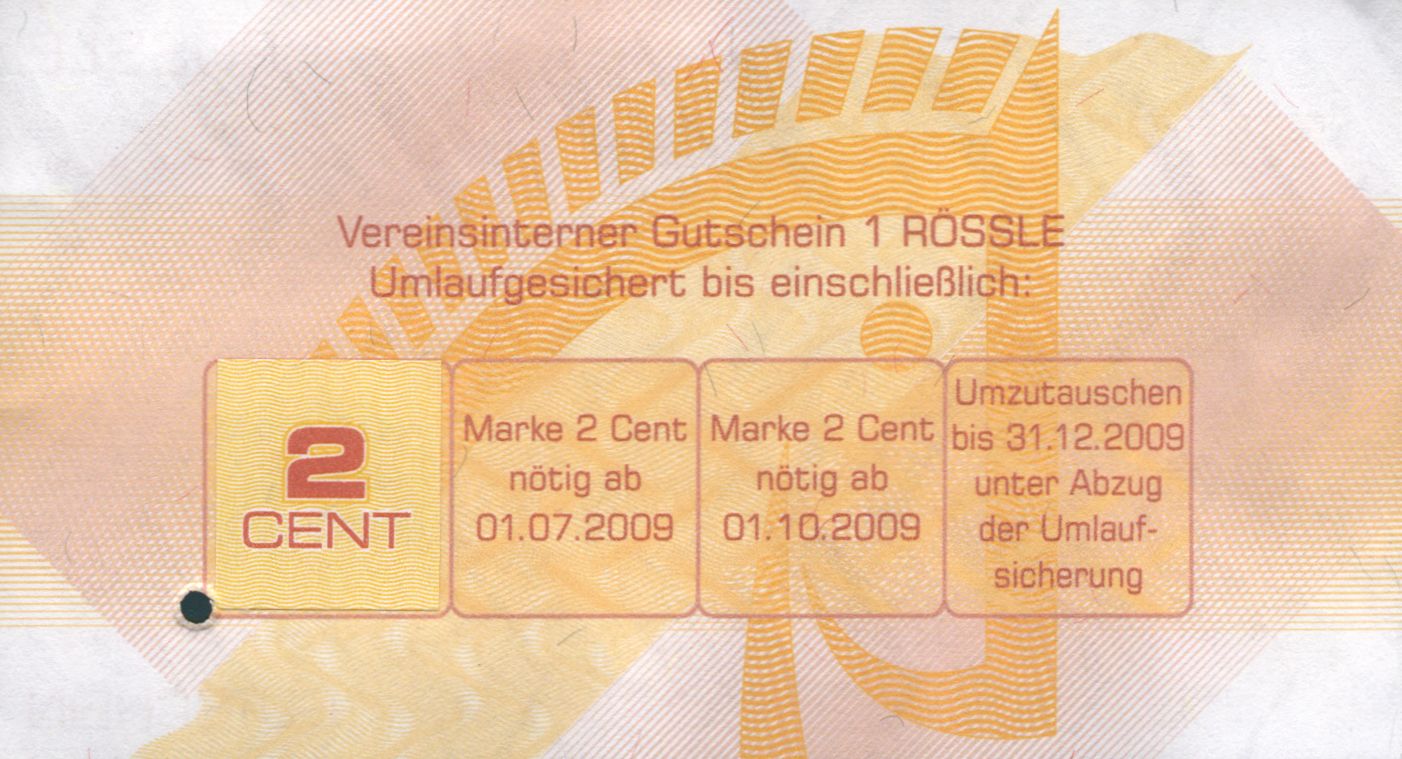 Vereinsinterner Gutschein 1 RÖSSLE
Umlaufgesichert bis einschließlich:
2
CENT
Marke 2 Cent
nötig ab
01.07.2009
Marke 2 Cent
nötig ab
01.10.2009
Umzutauschen
bis 31.12.2009
unter Abzug
der Umlauf-
sicherung